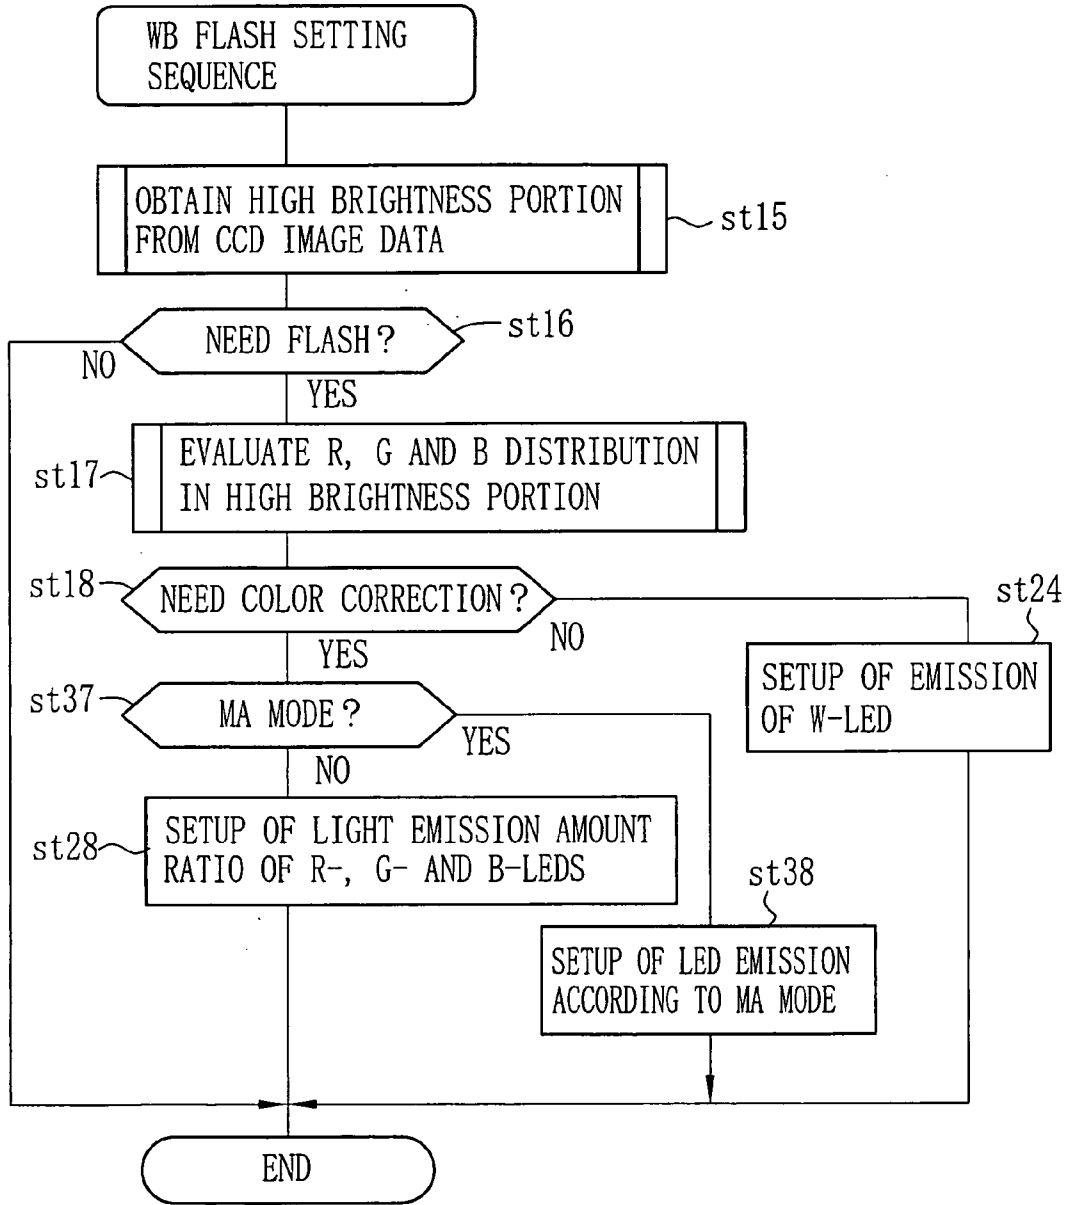 WB FLASH SETTING
SEQUENCE
OBTAIN HIGH BRIGHTNESS PORTION
FROM CCD IMAGE DATA
st15
NEED FLASH?
st16
NO
YES
EVALUATE R, G AND B DISTRIBUTION
IN HIGH BRIGHTNESS PORTION
st17
st18
NEED COLOR CORRECTION?
NO
YES
st24
SETUP OF EMISSION
OF W-LED
st37
MA MODE?
YES
NO
SETUP OF LIGHT EMISSION AMOUNT
RATIO OF R-, G- AND B-LEDS
st28
st38
SETUP OF LED EMISSION
ACCORDING TO MA MODE
END